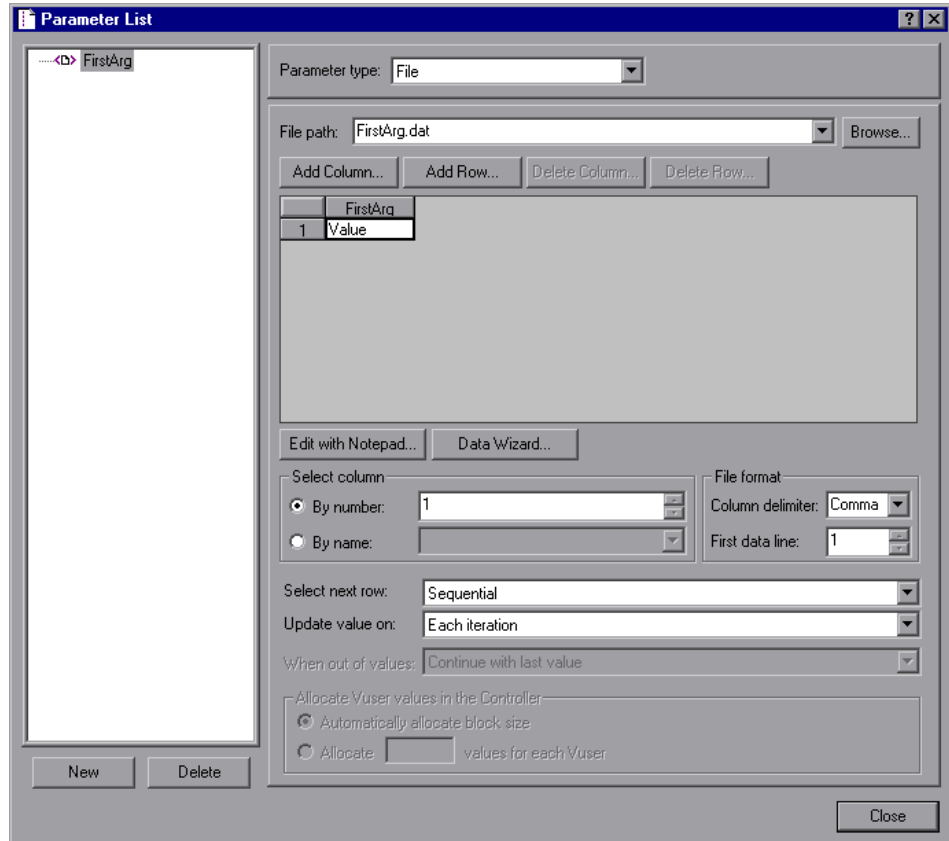 Parameter List
FirstArg
Parameter type: File
File path: FirstArg.dat Browse...
Add Column... Add Row... Delete Column... Delete Row...
FirstArg
1 Value
Edit with Notepad... Data Wizard...
Select column
By number: 1
By name:
File format
Column delimiter: Comma
First data line: 1
Select next row: Sequential
Update value on: Each iteration
When out of values: Continue with last value
Allocate Vuser values in the Controller
Automatically allocate block size
Allocate values for each Vuser
New Delete
Close